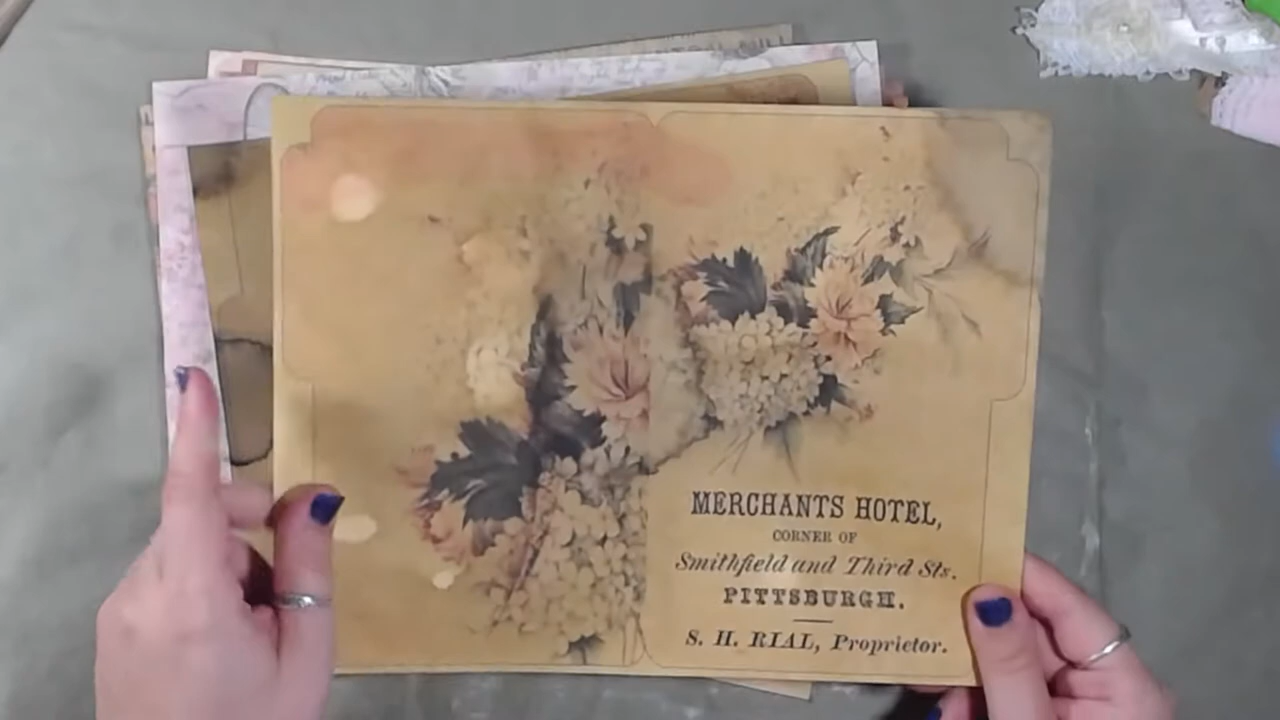 MERCHANTS HOTEL,
CORNER OF
Smithfield and Third Sts.
PITTSBURGH.
S. H. RIAL, Proprietor.